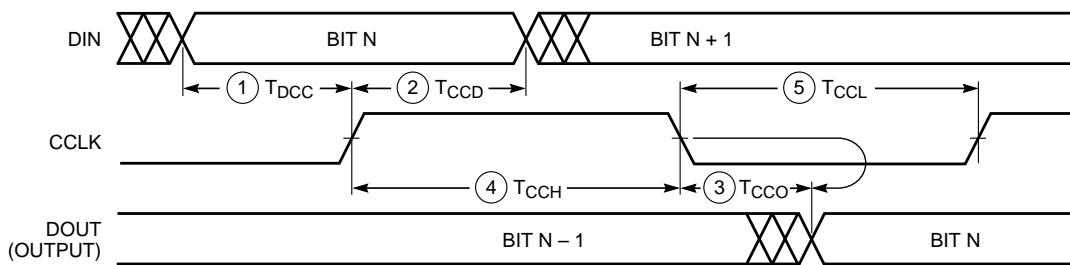 DIN BIT N BIT N + 1
1 TDCC 2 TCCD 5 TCCL
CCLK
4 TCCH 3 TCCO
DOUT
(OUTPUT)
BIT N – 1 BIT N